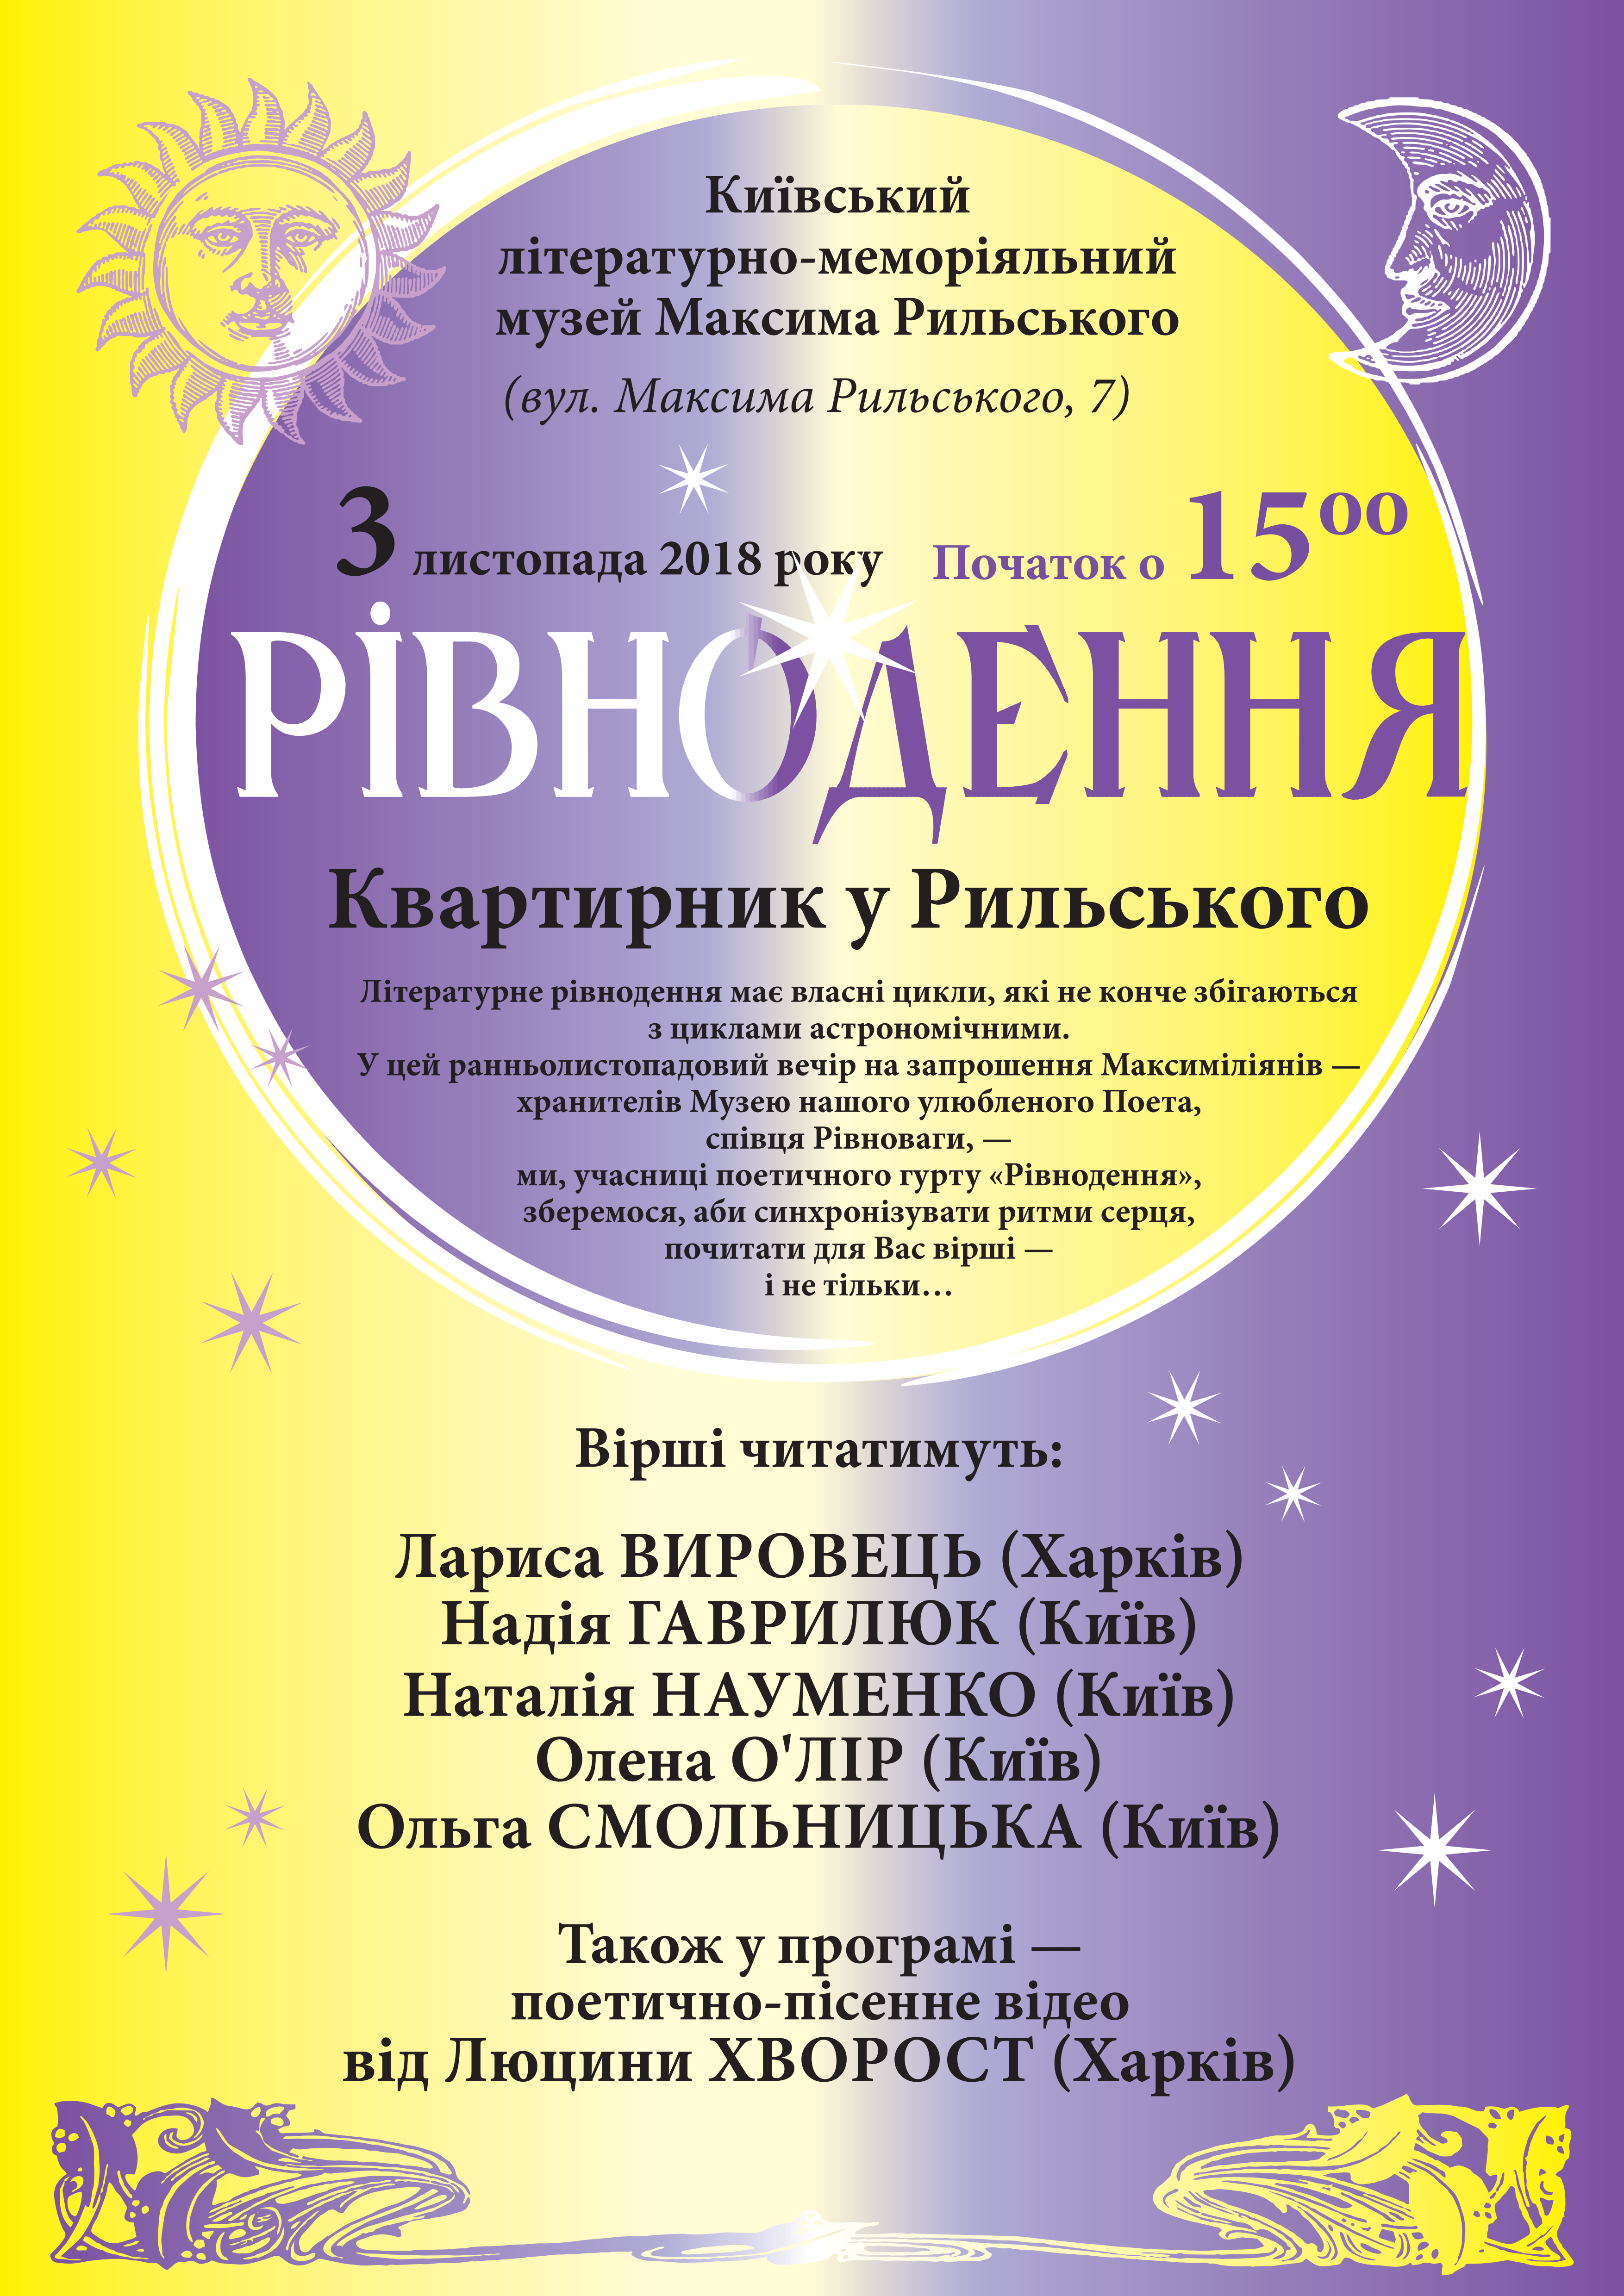 Київський
літературно-меморіяльний
музей Максима Рильського
(вул. Максима Рильського, 7)
3 листопада 2018 року Початок о 15⁰⁰
РІВНОДЕННЯ
Квартирник у Рильського
Літературне рівнодення має власні цикли, які не конче збігаються
з циклами астрономічними.
У цей ранньолистопадовий вечір на запрошення Максиміліянів —
хранителів Музею нашого улюбленого Поета,
співця Рівноваги, —
ми, учасниці поетичного гурту «Рівнодення»,
зберемося, аби синхронізувати ритми серця,
почитати для Вас вірші —
і не тільки…
Вірші читатимуть:
Лариса ВИРОВЕЦЬ (Харків)
Надія ГАВРИЛЮК (Київ)
Наталія НАУМЕНКО (Київ)
Олена О'ЛІР (Київ)
Ольга СМОЛЬНИЦЬКА (Київ)
Також у програмі —
поетично-пісенне відео
від Люцини ХВОРОСТ (Харків)